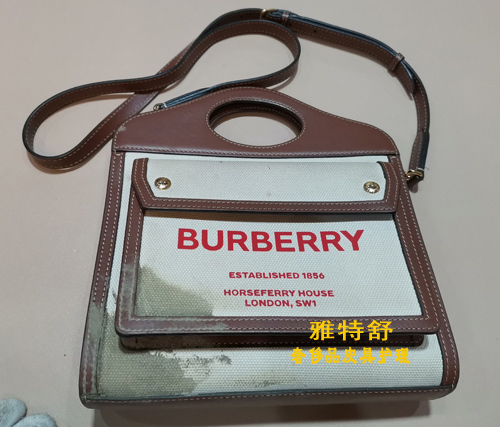 BURBERRY
ESTABLISHED 1856
HORSEFERRY HOUSE
LONDON, SW1
雅特舒
奢侈品皮具护理